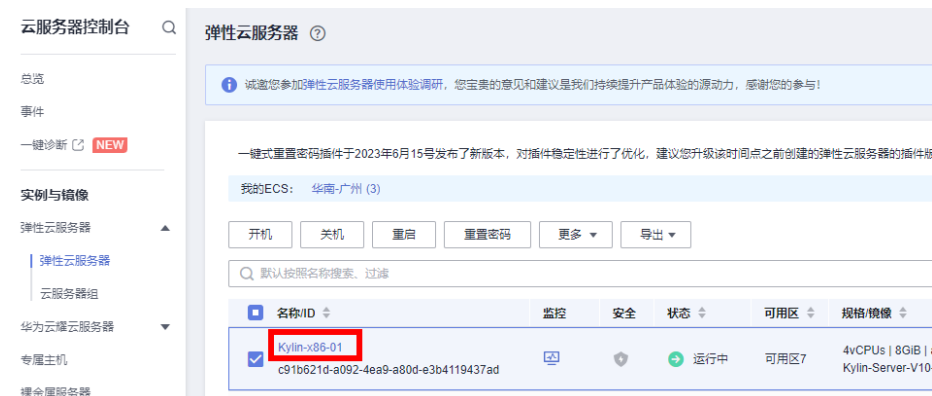 云服务器控制台
总览
事件
一键诊断 NEW
实例与镜像
弹性云服务器
弹性云服务器
云服务器组
华为云耀云服务器
专属主机
裸金属服务器
弹性云服务器
诚邀您参加弹性云服务器使用体验调研，您宝贵的意见和建议是我们持续提升产品体验的源动力，感谢您的参与！
一键式重置密码插件于2023年6月15号发布了新版本，对插件稳定性进行了优化，建议您升级该时间点之前创建的弹性云服务器的插件版
我的ECS： 华南-广州 (3)
开机 关机 重启 重置密码 更多 导出
默认按照名称搜索、过滤
名称/ID 监控 安全 状态 可用区 规格/镜像
Kylin-x86-01
c91b621d-a092-4ea9-a80d-e3b4119437ad
运行中 可用区7
4vCPUs | 8GiB |
Kylin-Server-V10-